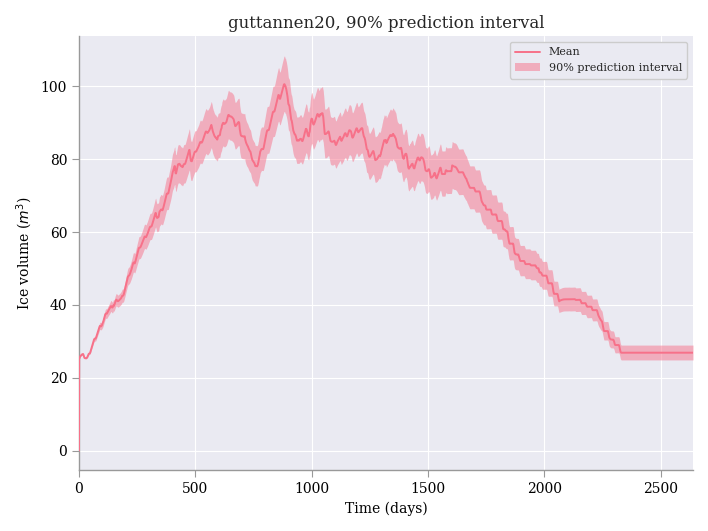 guttannen20, 90% prediction interval
Mean
90% prediction interval
Ice volume (m³)
100
80
60
40
20
0
0 500 1000 1500 2000 2500
Time (days)